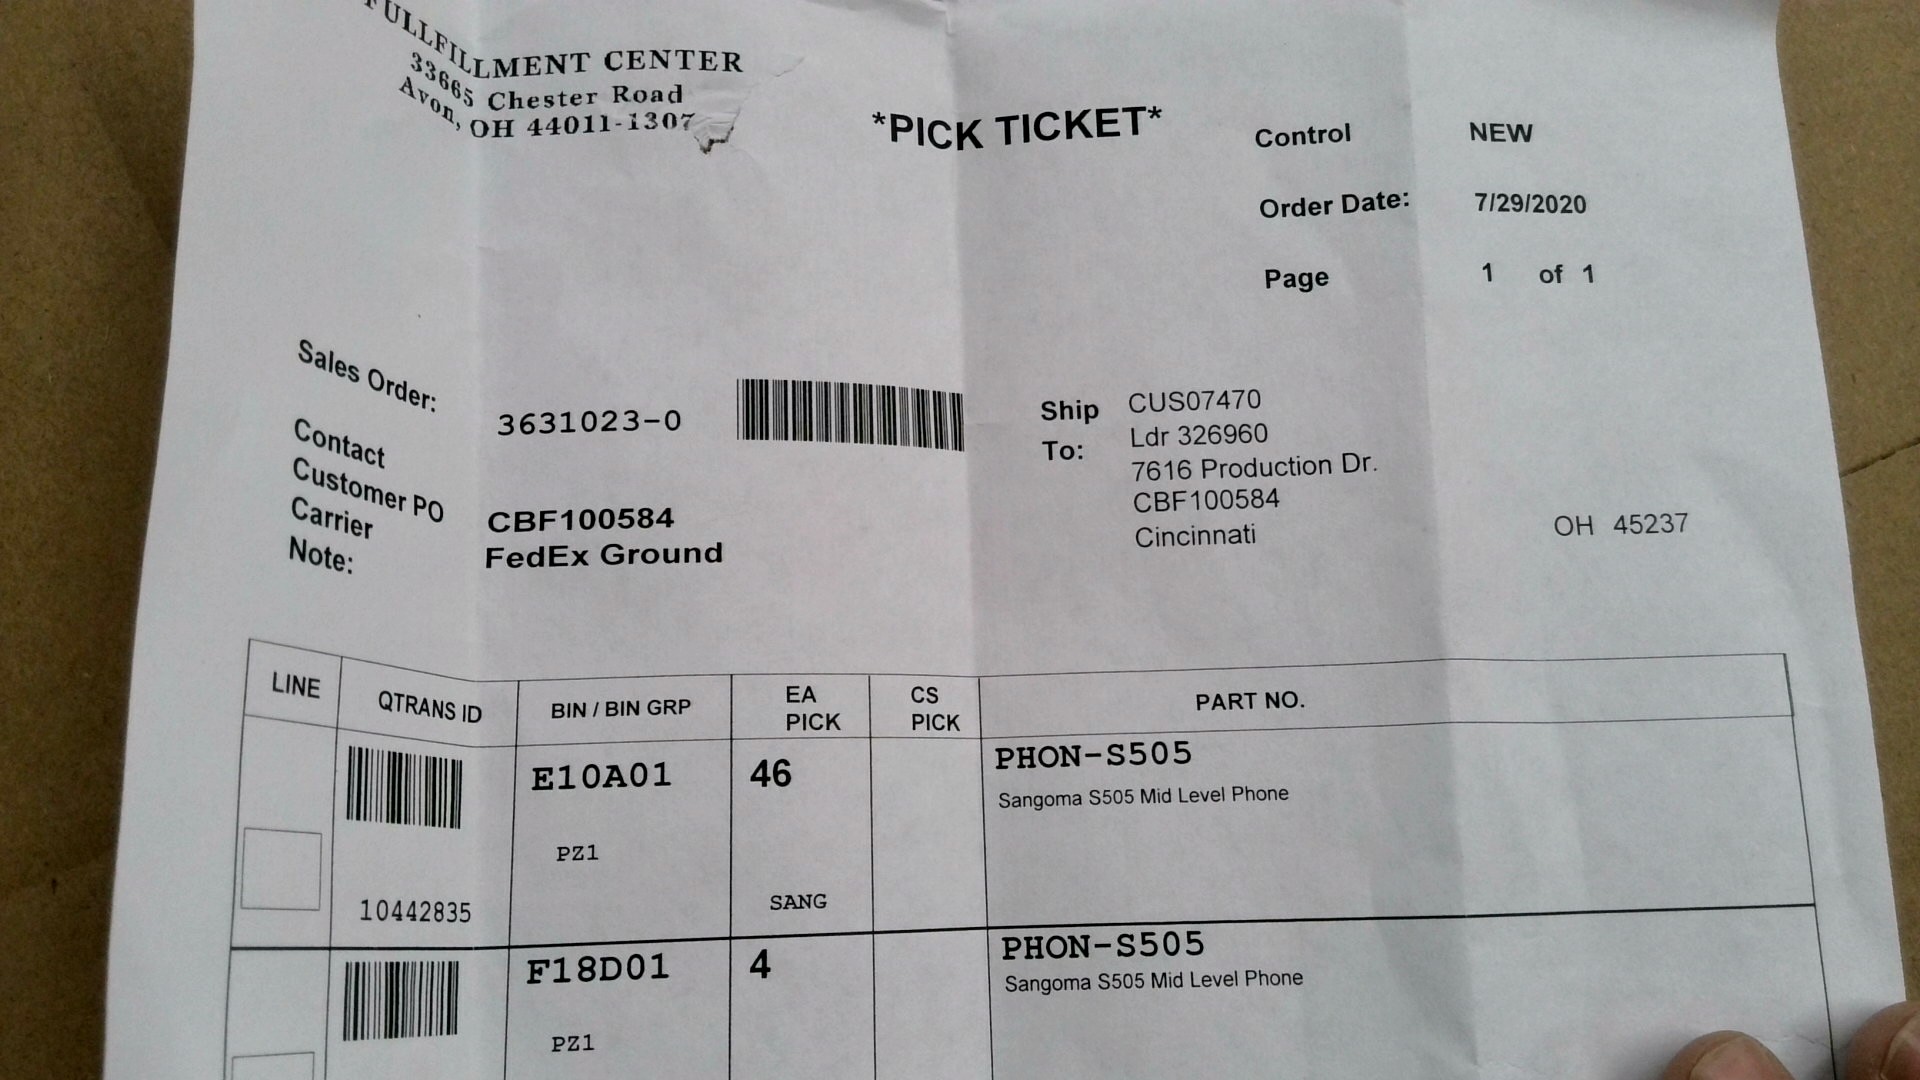 FULLFILLMENT CENTER
33665 Chester Road
Avon, OH 44011-1307
*PICK TICKET*
Control NEW
Order Date: 7/29/2020
Page 1 of 1
Sales Order: 3631023-0
Contact
Customer PO CBF100584
Carrier FedEx Ground
Note:
Ship To:
CUS07470
Ldr 326960
7616 Production Dr.
CBF100584
Cincinnati OH 45237
LINE QTRANS ID BIN / BIN GRP EA PICK CS PICK PART NO.
E10A01 46 PHON-S505
Sangoma S505 Mid Level Phone
PZ1
10442835 SANG
F18D01 4 PHON-S505
Sangoma S505 Mid Level Phone
PZ1